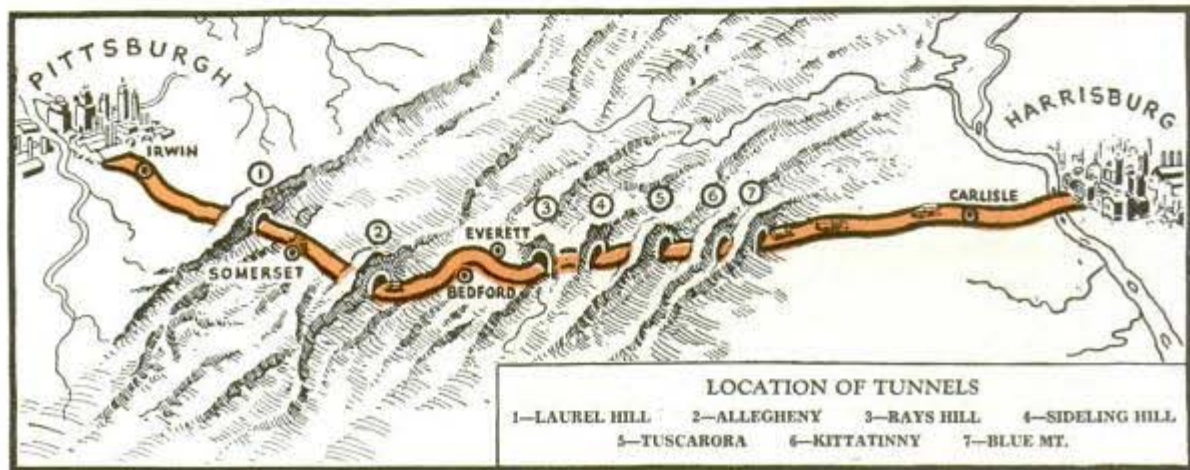 PITTSBURGH
IRWIN
1
SOMERSET
2
EVERETT
BEDFORD
3
4
5
6
7
CARLISLE
HARRISBURG
LOCATION OF TUNNELS
1—LAUREL HILL 2—ALLEGHENY 3—RAYS HILL 4—SIDELING HILL
5—TUSCARORA 6—KITTATINNY 7—BLUE MT.